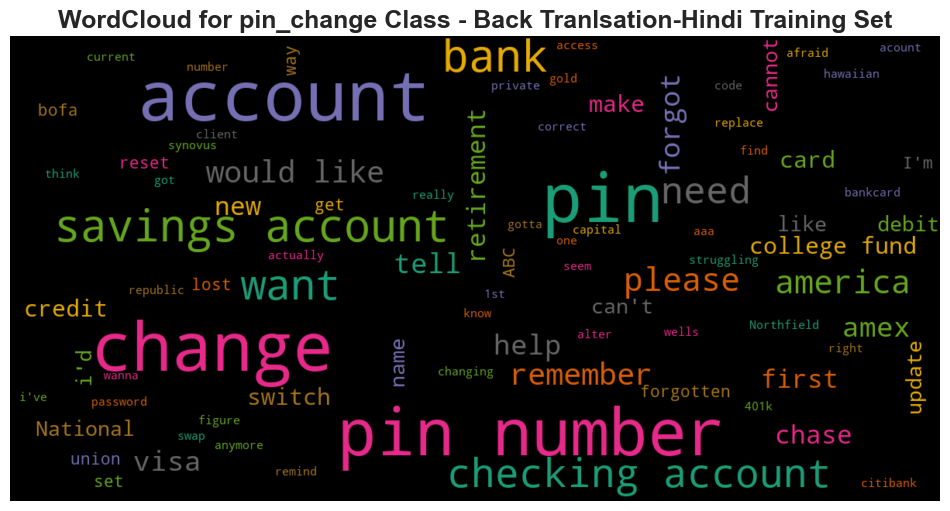 WordCloud for pin_change Class - Back Tranlsation-Hindi Training Set
current
number
way
bank
access
afraid
acount
account
private
gold
code
cannot
hawaiian
bofa
client
synovus
retirement
correct
make
forgot
replace
find
card
I'm
think
reset
got
would like
really
pin
need
bankcard
savings account
new
get
gotta
capital
one
aaa
like
debit
actually
tell
ABC
seem
struggling
college fund
republic
lost
want
1st
please
america
credit
know
can't
Northfield
change
i'd
wanna
name
help
alter
wells
amex
right
i've
password
switch
changing
remember
forgotten
first
update
401k
National
figure
swap
anymore
pin number
chase
union
visa
set
remind
checking account
citibank